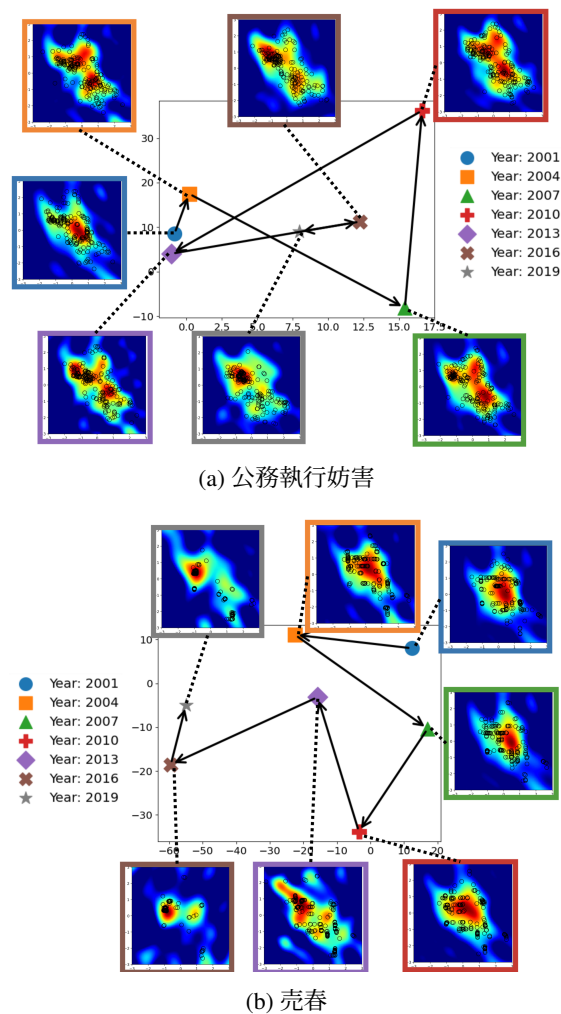 30
20
10
0
−10
0.0 2.5 5.0 7.5 10.0 12.5 15.0 17.5
Year: 2001
Year: 2004
Year: 2007
Year: 2010
Year: 2013
Year: 2016
Year: 2019
(a) 公務執行妨害
10
0
−10
−20
−30
−60 −50 −40 −30 −20 −10 0 10 20
Year: 2001
Year: 2004
Year: 2007
Year: 2010
Year: 2013
Year: 2016
Year: 2019
(b) 売春